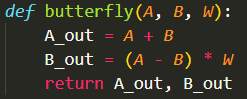 def butterfly(A, B, W):
    A_out = A + B
    B_out = (A - B) * W
    return A_out, B_out